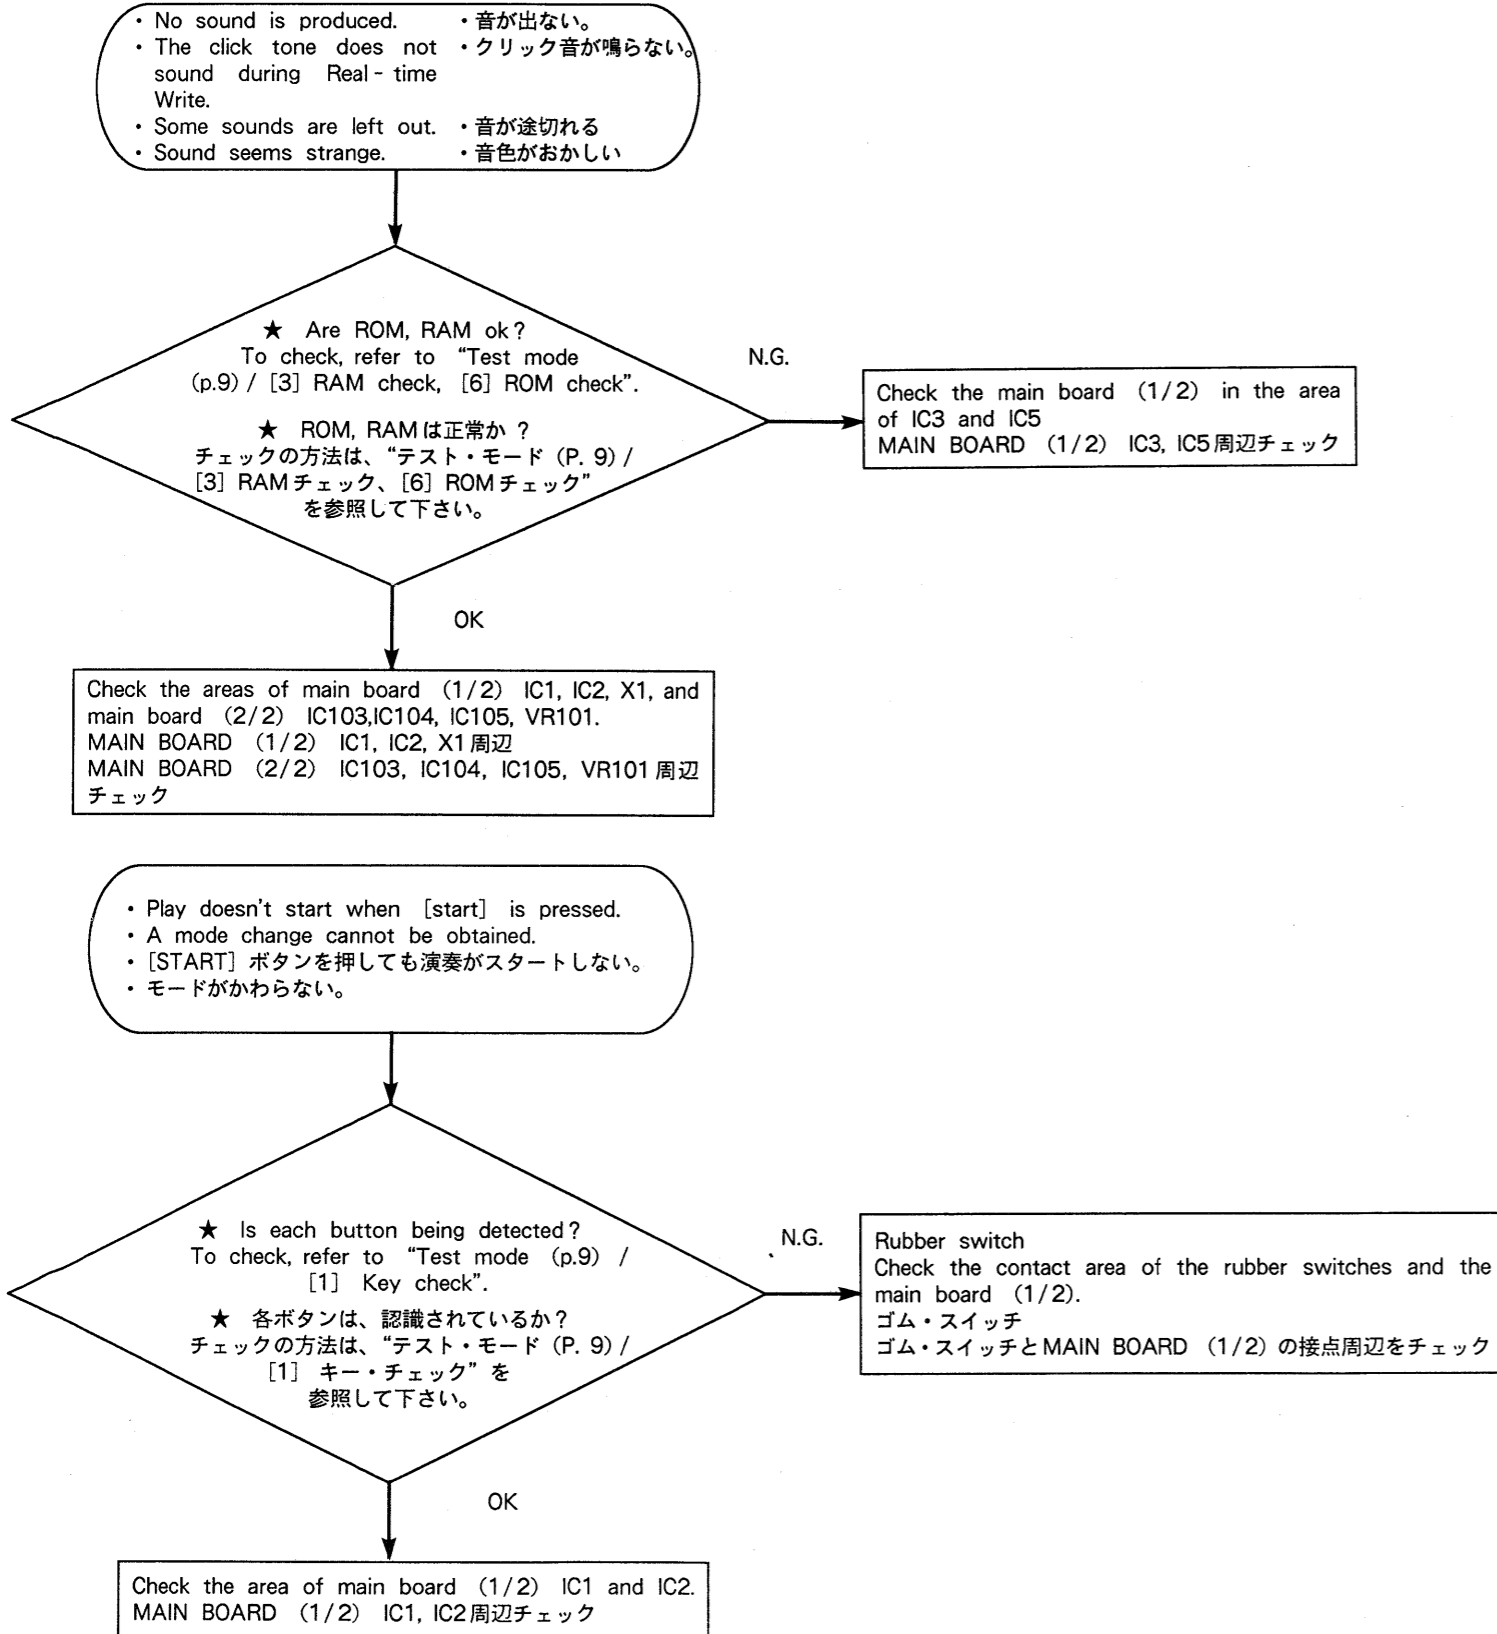 ・ No sound is produced.
・ The click tone does not
sound during Real-time
Write.
・ Some sounds are left out.
・ Sound seems strange.
・音が出ない。
・クリック音が鳴らない。
・音が途切れる
・音色がおかしい
★ Are ROM, RAM ok?
To check, refer to “Test mode
(p.9) / [3] RAM check, [6] ROM check”.
★ ROM, RAMは正常か ?
チェックの方法は、“テスト・モード (P. 9) /
[3] RAMチェック、[6] ROMチェック”
を参照して下さい。
N.G.
Check the main board (1/2) in the area
of IC3 and IC5
MAIN BOARD (1/2) IC3, IC5周辺チェック
OK
Check the areas of main board (1/2) IC1, IC2, X1, and
main board (2/2) IC103,IC104, IC105, VR101.
MAIN BOARD (1/2) IC1, IC2, X1周辺
MAIN BOARD (2/2) IC103, IC104, IC105, VR101周辺
チェック
・ Play doesn't start when [start] is pressed.
・ A mode change cannot be obtained.
・ [START] ボタンを押しても演奏がスタートしない。
・ モードがかわらない。
★ Is each button being detected?
To check, refer to “Test mode (p.9) /
[1] Key check”.
★ 各ボタンは、認識されているか?
チェックの方法は、“テスト・モード (P. 9) /
[1] キー・チェック” を
参照して下さい。
N.G.
Rubber switch
Check the contact area of the rubber switches and the
main board (1/2).
ゴム・スイッチ
ゴム・スイッチとMAIN BOARD (1/2) の接点周辺をチェック
OK
Check the area of main board (1/2) IC1 and IC2.
MAIN BOARD (1/2) IC1, IC2周辺チェック